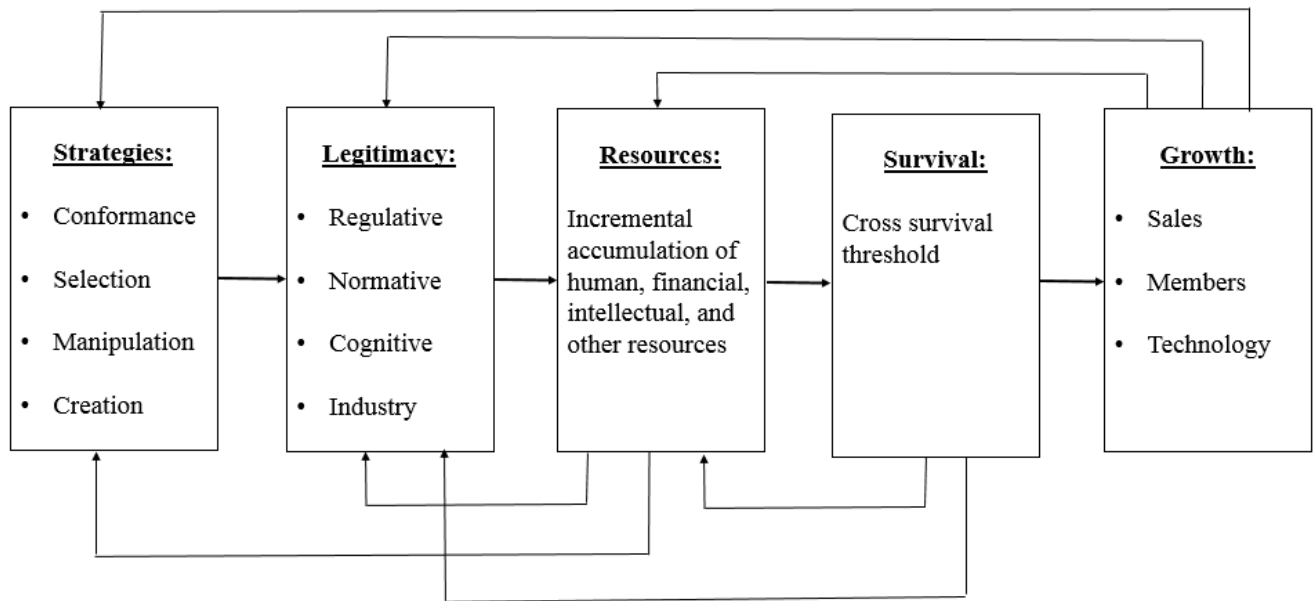 Strategies:
• Conformance
• Selection
• Manipulation
• Creation
Legitimacy:
• Regulative
• Normative
• Cognitive
• Industry
Resources:
Incremental
accumulation of
human, financial,
intellectual, and
other resources
Survival:
Cross survival
threshold
Growth:
• Sales
• Members
• Technology